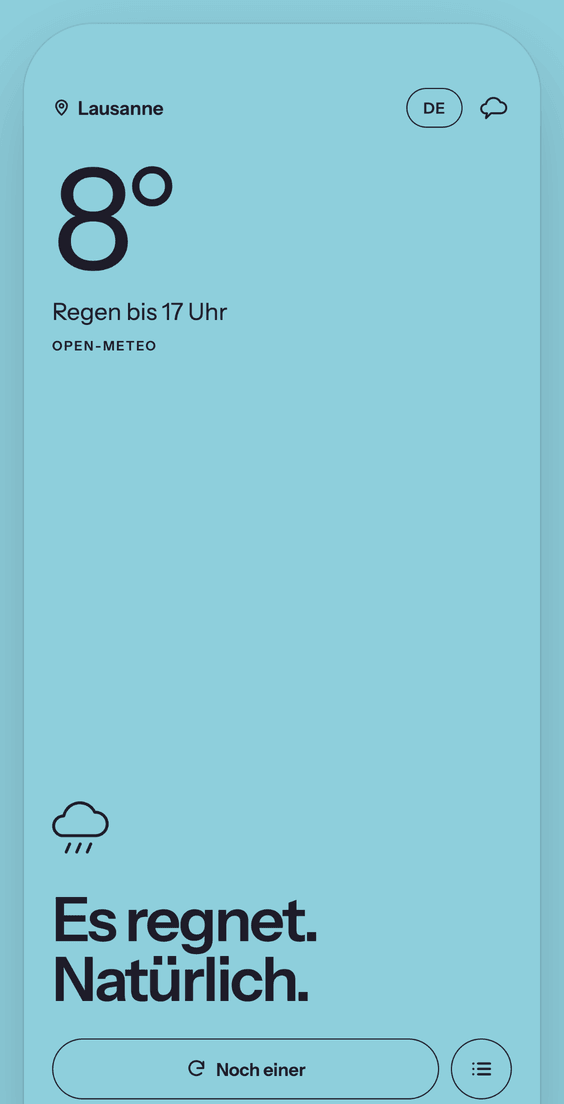 Lausanne
DE
8°
Regen bis 17 Uhr
OPEN-METEO
Es regnet.
Natürlich.
Noch einer